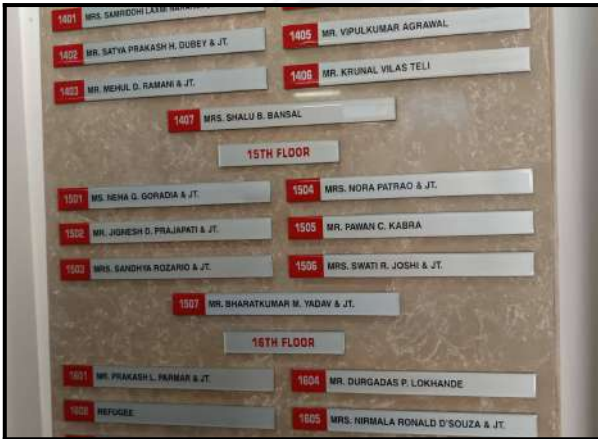 1401 MRS. SAMRIDDHI LAXMI
1402 MR. SATYA PRAKASH H. DUBEY & JT.
1403 MR. MEHUL D. RAMANI & JT.
1405 MR. VIPULKUMAR AGRAWAL
1406 MR. KRUNAL VILAS TELI
1407 MRS. SHALU B. BANSAL
15TH FLOOR
1501 MS. NEHA G. GORADIA & JT.
1502 MR. JIGNESH D. PRAJAPATI & JT.
1503 MRS. SANDHYA ROZARIO & JT.
1504 MRS. NORA PATRAO & JT.
1505 MR. PAWAN C. KABRA
1506 MRS. SWATI R. JOSHI & JT.
1507 MR. BHARATKUMAR M. YADAV & JT.
16TH FLOOR
1601 MR. PRAKASH L. PARMAR & JT.
1602 REFUGEE
1604 MR. DURGADAS P. LOKHANDE
1605 MRS. NIRMALA RONALD D'SOUZA & JT.